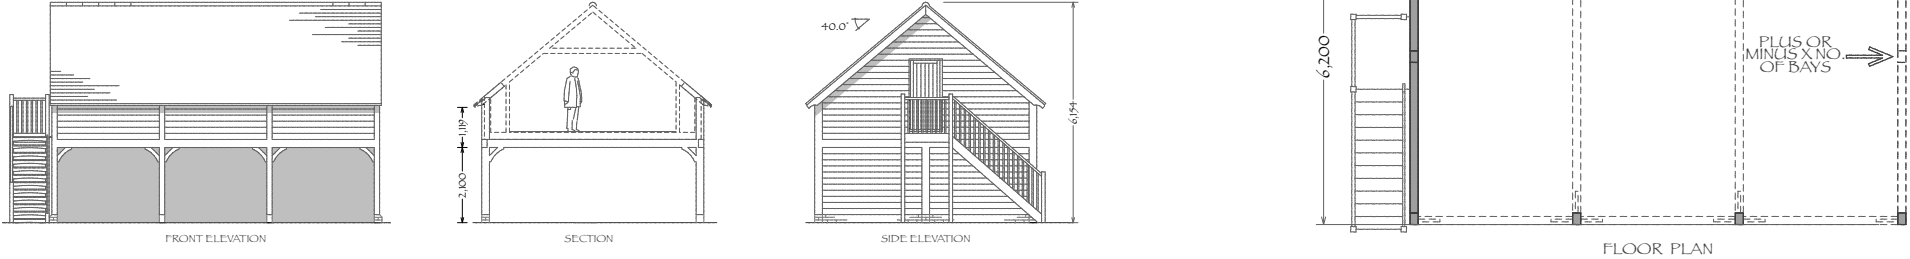 40.0°
6,200
PLUS OR
MINUS X NO.
OF BAYS
1,119
2,100
6,154
FRONT ELEVATION
SECTION
SIDE ELEVATION
FLOOR PLAN